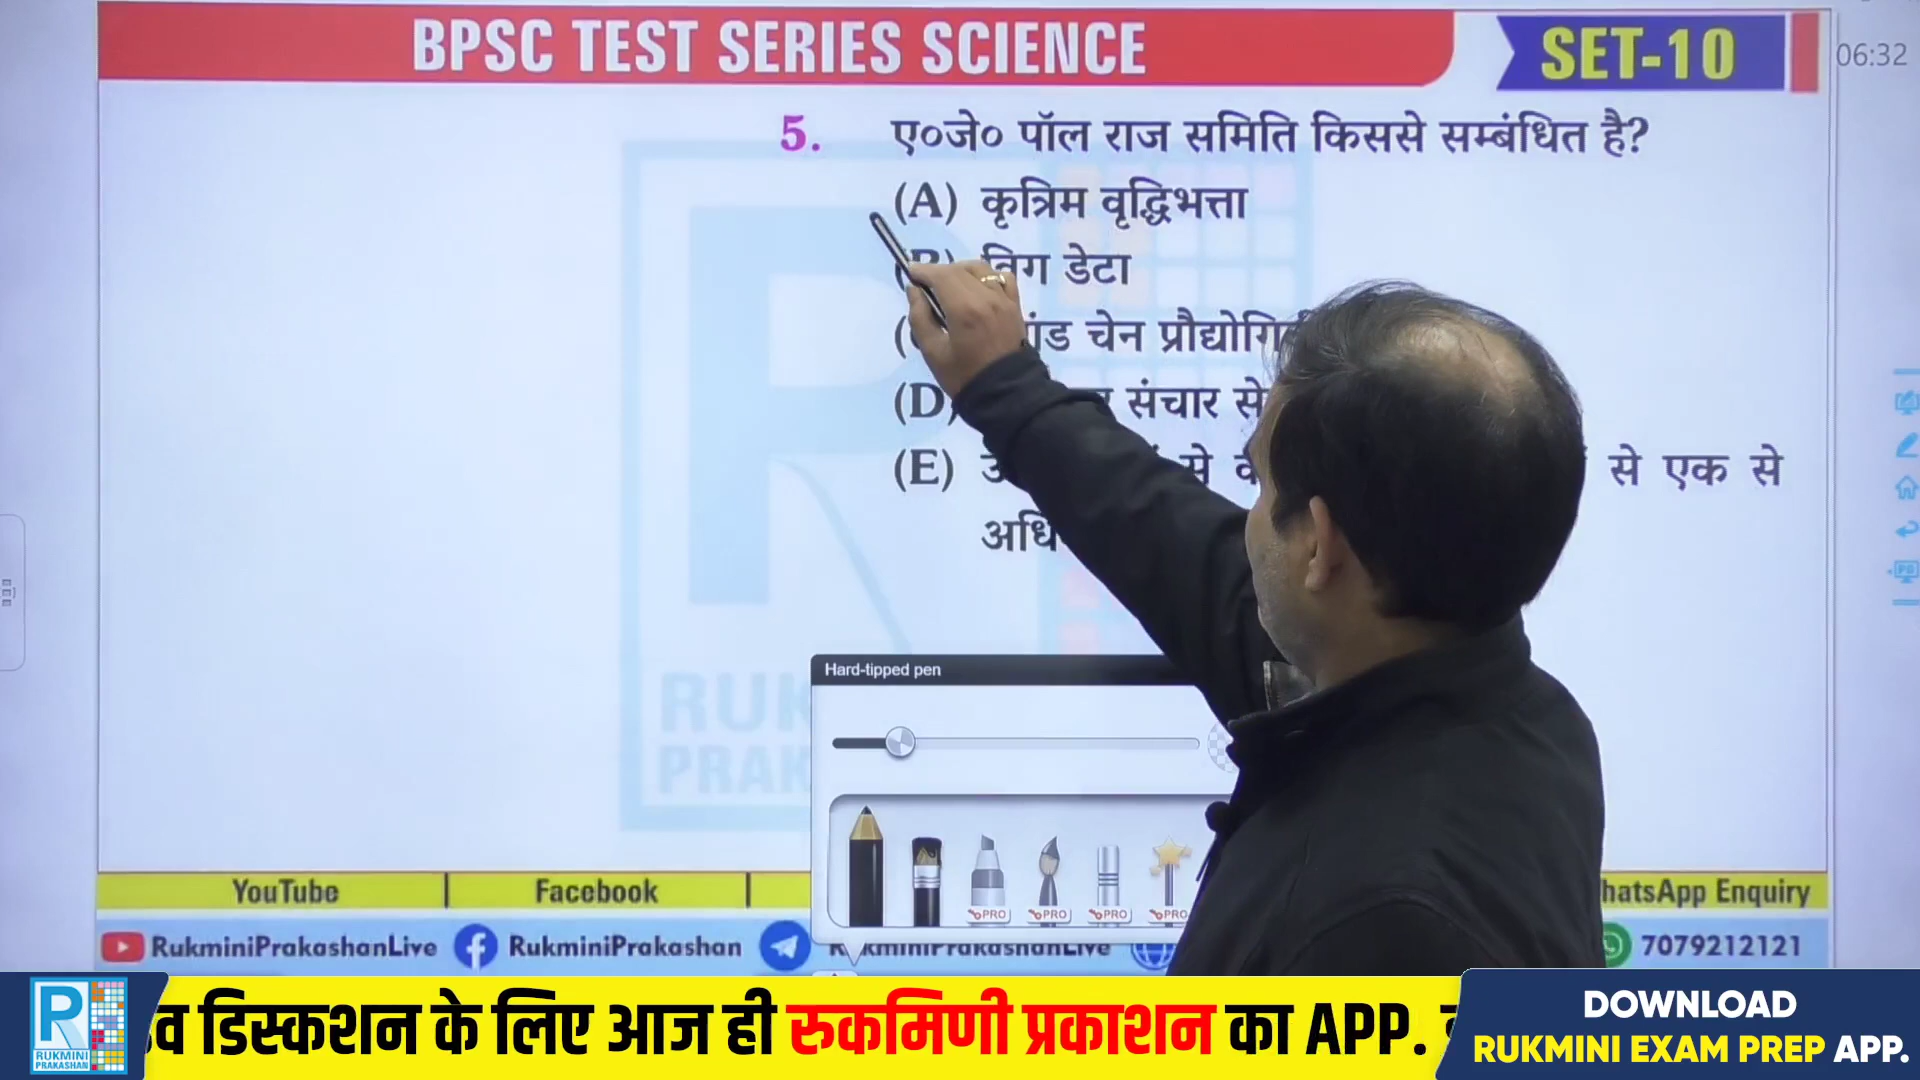 BPSC TEST SERIES SCIENCE
SET-10
06:32
5. ए०जे० पॉल राज समिति किससे सम्बंधित है?
(A) कृत्रिम वृद्धिभत्ता
(B) विग डेटा
चेन
(D) संचार से
(E) से से एक से
Hard-tipped pen
PRO PRO PRO PRO
YouTube Facebook Enquiry
RukminiPrakashanLive RukminiPrakashan 7079212121
RUKMINI PRAKASHAN
डिस्कशन के लिए आज ही रुकमिणी प्रकाशन का APP.
DOWNLOAD
RUKMINI EXAM PREP APP.